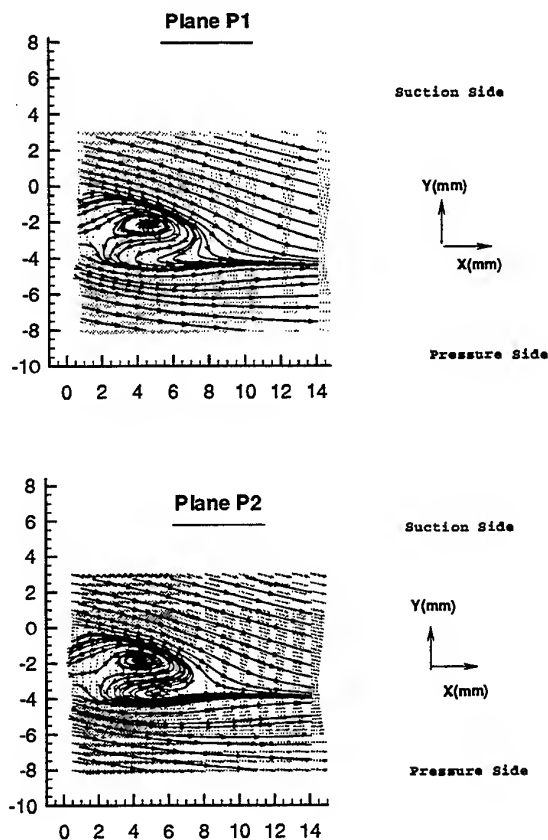 Plane P1
8
6
4
2
0
-2
-4
-6
-8
-10
0 2 4 6 8 10 12 14
Suction Side
Y(mm)
X(mm)
Pressure Side
Plane P2
8
6
4
2
0
-2
-4
-6
-8
-10
0 2 4 6 8 10 12 14
Suction Side
Y(mm)
X(mm)
Pressure Side